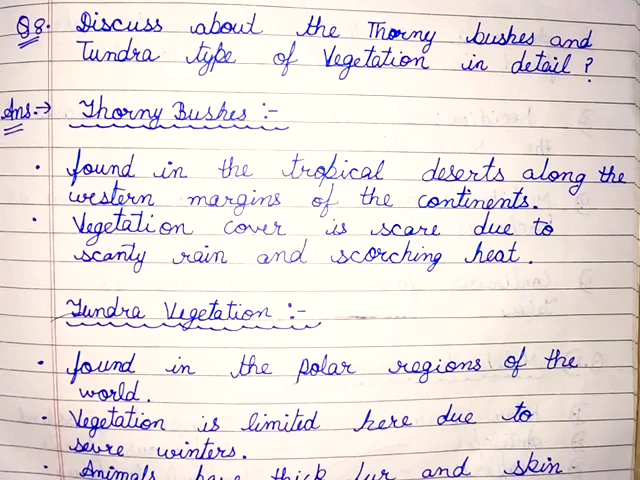 Q8. Discuss about the Thorny bushes and
Tundra type of Vegetation in detail?
Ans:→ Thorny Bushes :-
• found in the tropical deserts along the
western margins of the continents.
• Vegetation cover is scare due to
scanty rain and scorching heat.
Tundra Vegetation :-
• found in the polar regions of the
world.
• Vegetation is limited here due to
sevre winters.
• Animals have thick fur and skin